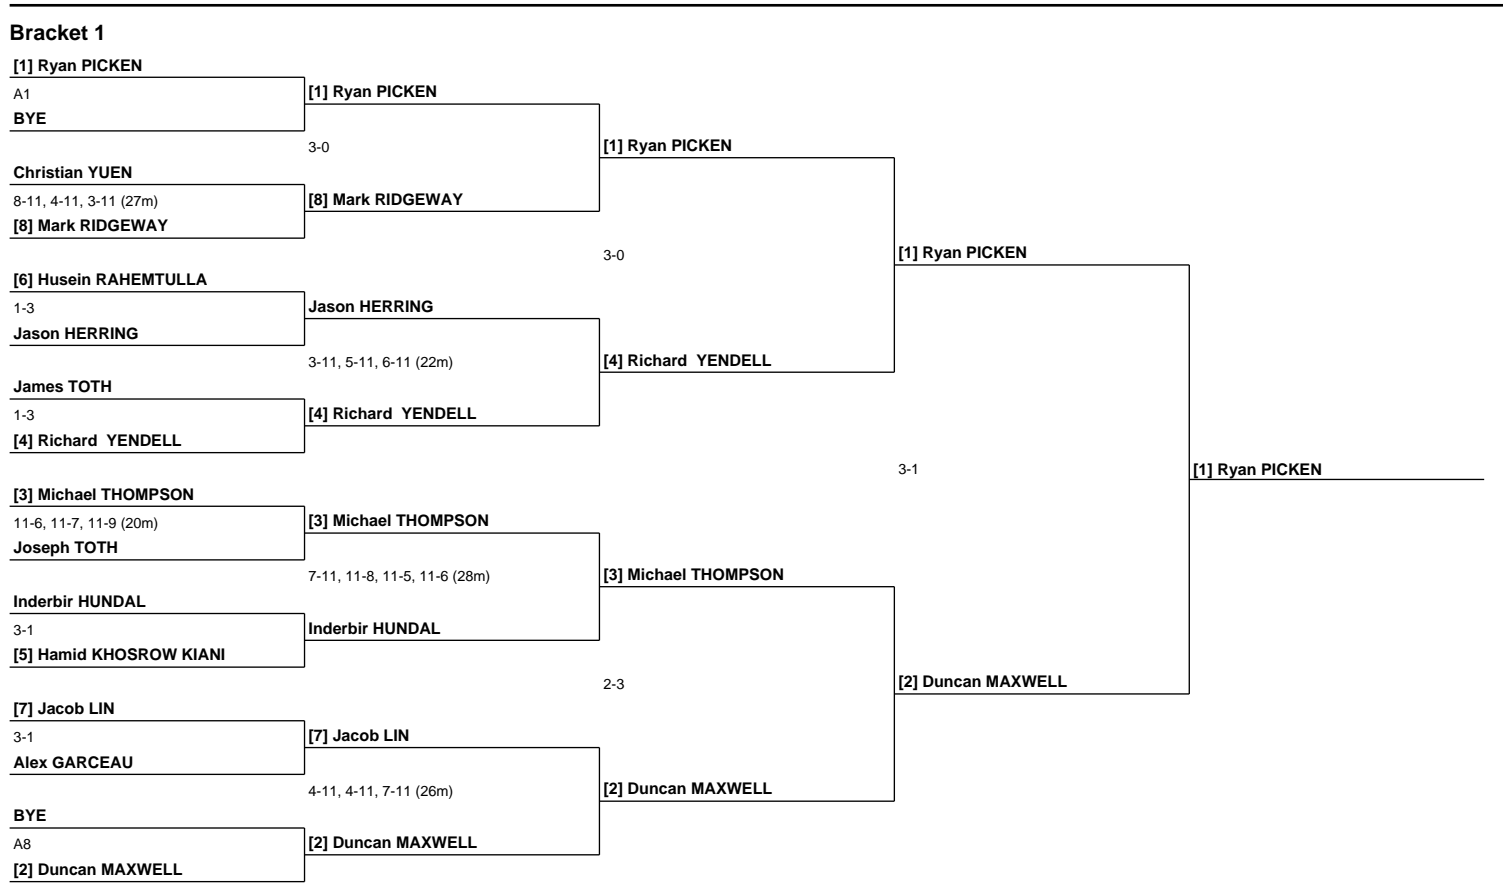 Bracket 1
[1] Ryan PICKEN
A1
[1] Ryan PICKEN
BYE
3-0
[1] Ryan PICKEN
Christian YUEN
8-11, 4-11, 3-11 (27m)
[8] Mark RIDGEWAY
[8] Mark RIDGEWAY
3-0
[1] Ryan PICKEN
[6] Husein RAHEMTULLA
1-3
Jason HERRING
Jason HERRING
3-11, 5-11, 6-11 (22m)
[4] Richard  YENDELL
James TOTH
1-3
[4] Richard  YENDELL
[4] Richard  YENDELL
3-1
[1] Ryan PICKEN
[3] Michael THOMPSON
11-6, 11-7, 11-9 (20m)
[3] Michael THOMPSON
Joseph TOTH
7-11, 11-8, 11-5, 11-6 (28m)
[3] Michael THOMPSON
Inderbir HUNDAL
3-1
Inderbir HUNDAL
[5] Hamid KHOSROW KIANI
2-3
[2] Duncan MAXWELL
[7] Jacob LIN
3-1
[7] Jacob LIN
Alex GARCEAU
4-11, 4-11, 7-11 (26m)
[2] Duncan MAXWELL
BYE
A8
[2] Duncan MAXWELL
[2] Duncan MAXWELL